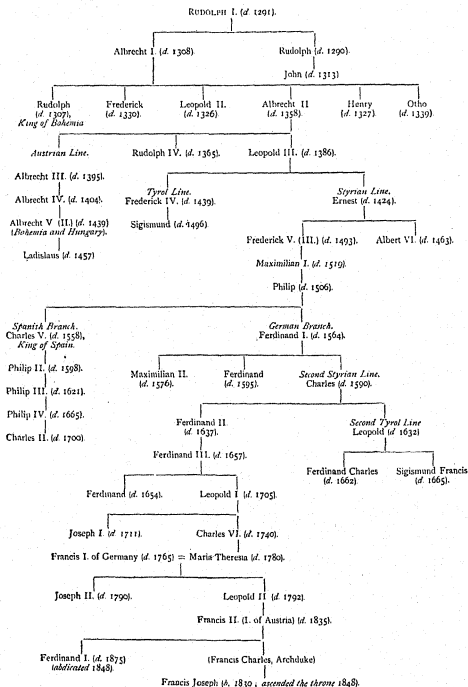 RUDOLPH I. (d. 1291).
Albrecht I. (d. 1308). Rudolph (d. 1290).
John (d. 1313)
Rudolph Frederick Leopold II. Albrecht II Henry Otho
(d. 1307), (d. 1330). (d. 1326). (d. 1358). (d. 1327). (d. 1339).
King of Bohemia
Austrian Line. Rudolph IV. (d. 1365). Leopold III. (d. 1386).
Albrecht III. (d. 1395). Tyrol Line. Styrian Line.
Albrecht IV. (d. 1404). Frederick IV. (d. 1439). Ernest (d. 1424).
Albrecht V (II.) (d. 1439) Sigismund (d. 1496).
(Bohemia and Hungary). Frederick V. (III.) (d. 1493). Albert VI. (d. 1463).
Ladislaus (d. 1457) Maximilian I. (d. 1519).
Philip (d. 1506).
Spanish Branch. German Branch.
Charles V. (d. 1558), Ferdinand I. (d. 1564).
King of Spain.
Philip II. (d. 1598). Maximilian II. Ferdinand Second Styrian Line.
Philip III. (d. 1621). (d. 1576). (d. 1595). Charles (d. 1590).
Philip IV. (d. 1665). Ferdinand II. Second Tyrol Line
Charles II. (d. 1700). (d. 1637). Leopold (d 1632)
Ferdinand III. (d. 1657).
Ferdinand Charles Sigismund Francis
(d. 1662). (d. 1665).
Ferdinand (d. 1654). Leopold I (d. 1705).
Joseph I. (d. 1711). Charles VI. (d. 1740).
Francis I. of Germany (d. 1765) = Maria Theresia (d. 1780).
Joseph II. (d. 1790). Leopold II (d. 1792).
Francis II. (I. of Austria) (d. 1835).
Ferdinand I. (d. 1875) (Francis Charles, Archduke)
(abdicated 1848).
Francis Joseph (b. 1830; ascended the throne 1848).